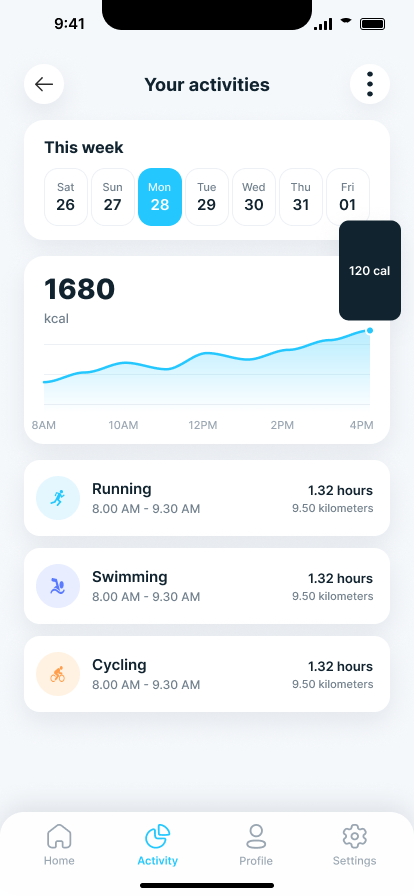 9:41
Your activities
This week
Sat Sun Mon Tue Wed Thu Fri
26 27 28 29 30 31 01
1680
kcal
120 cal
8AM 10AM 12PM 2PM 4PM
Running
8.00 AM - 9.30 AM
1.32 hours
9.50 kilometers
Swimming
8.00 AM - 9.30 AM
1.32 hours
9.50 kilometers
Cycling
8.00 AM - 9.30 AM
1.32 hours
9.50 kilometers
Home Activity Profile Settings